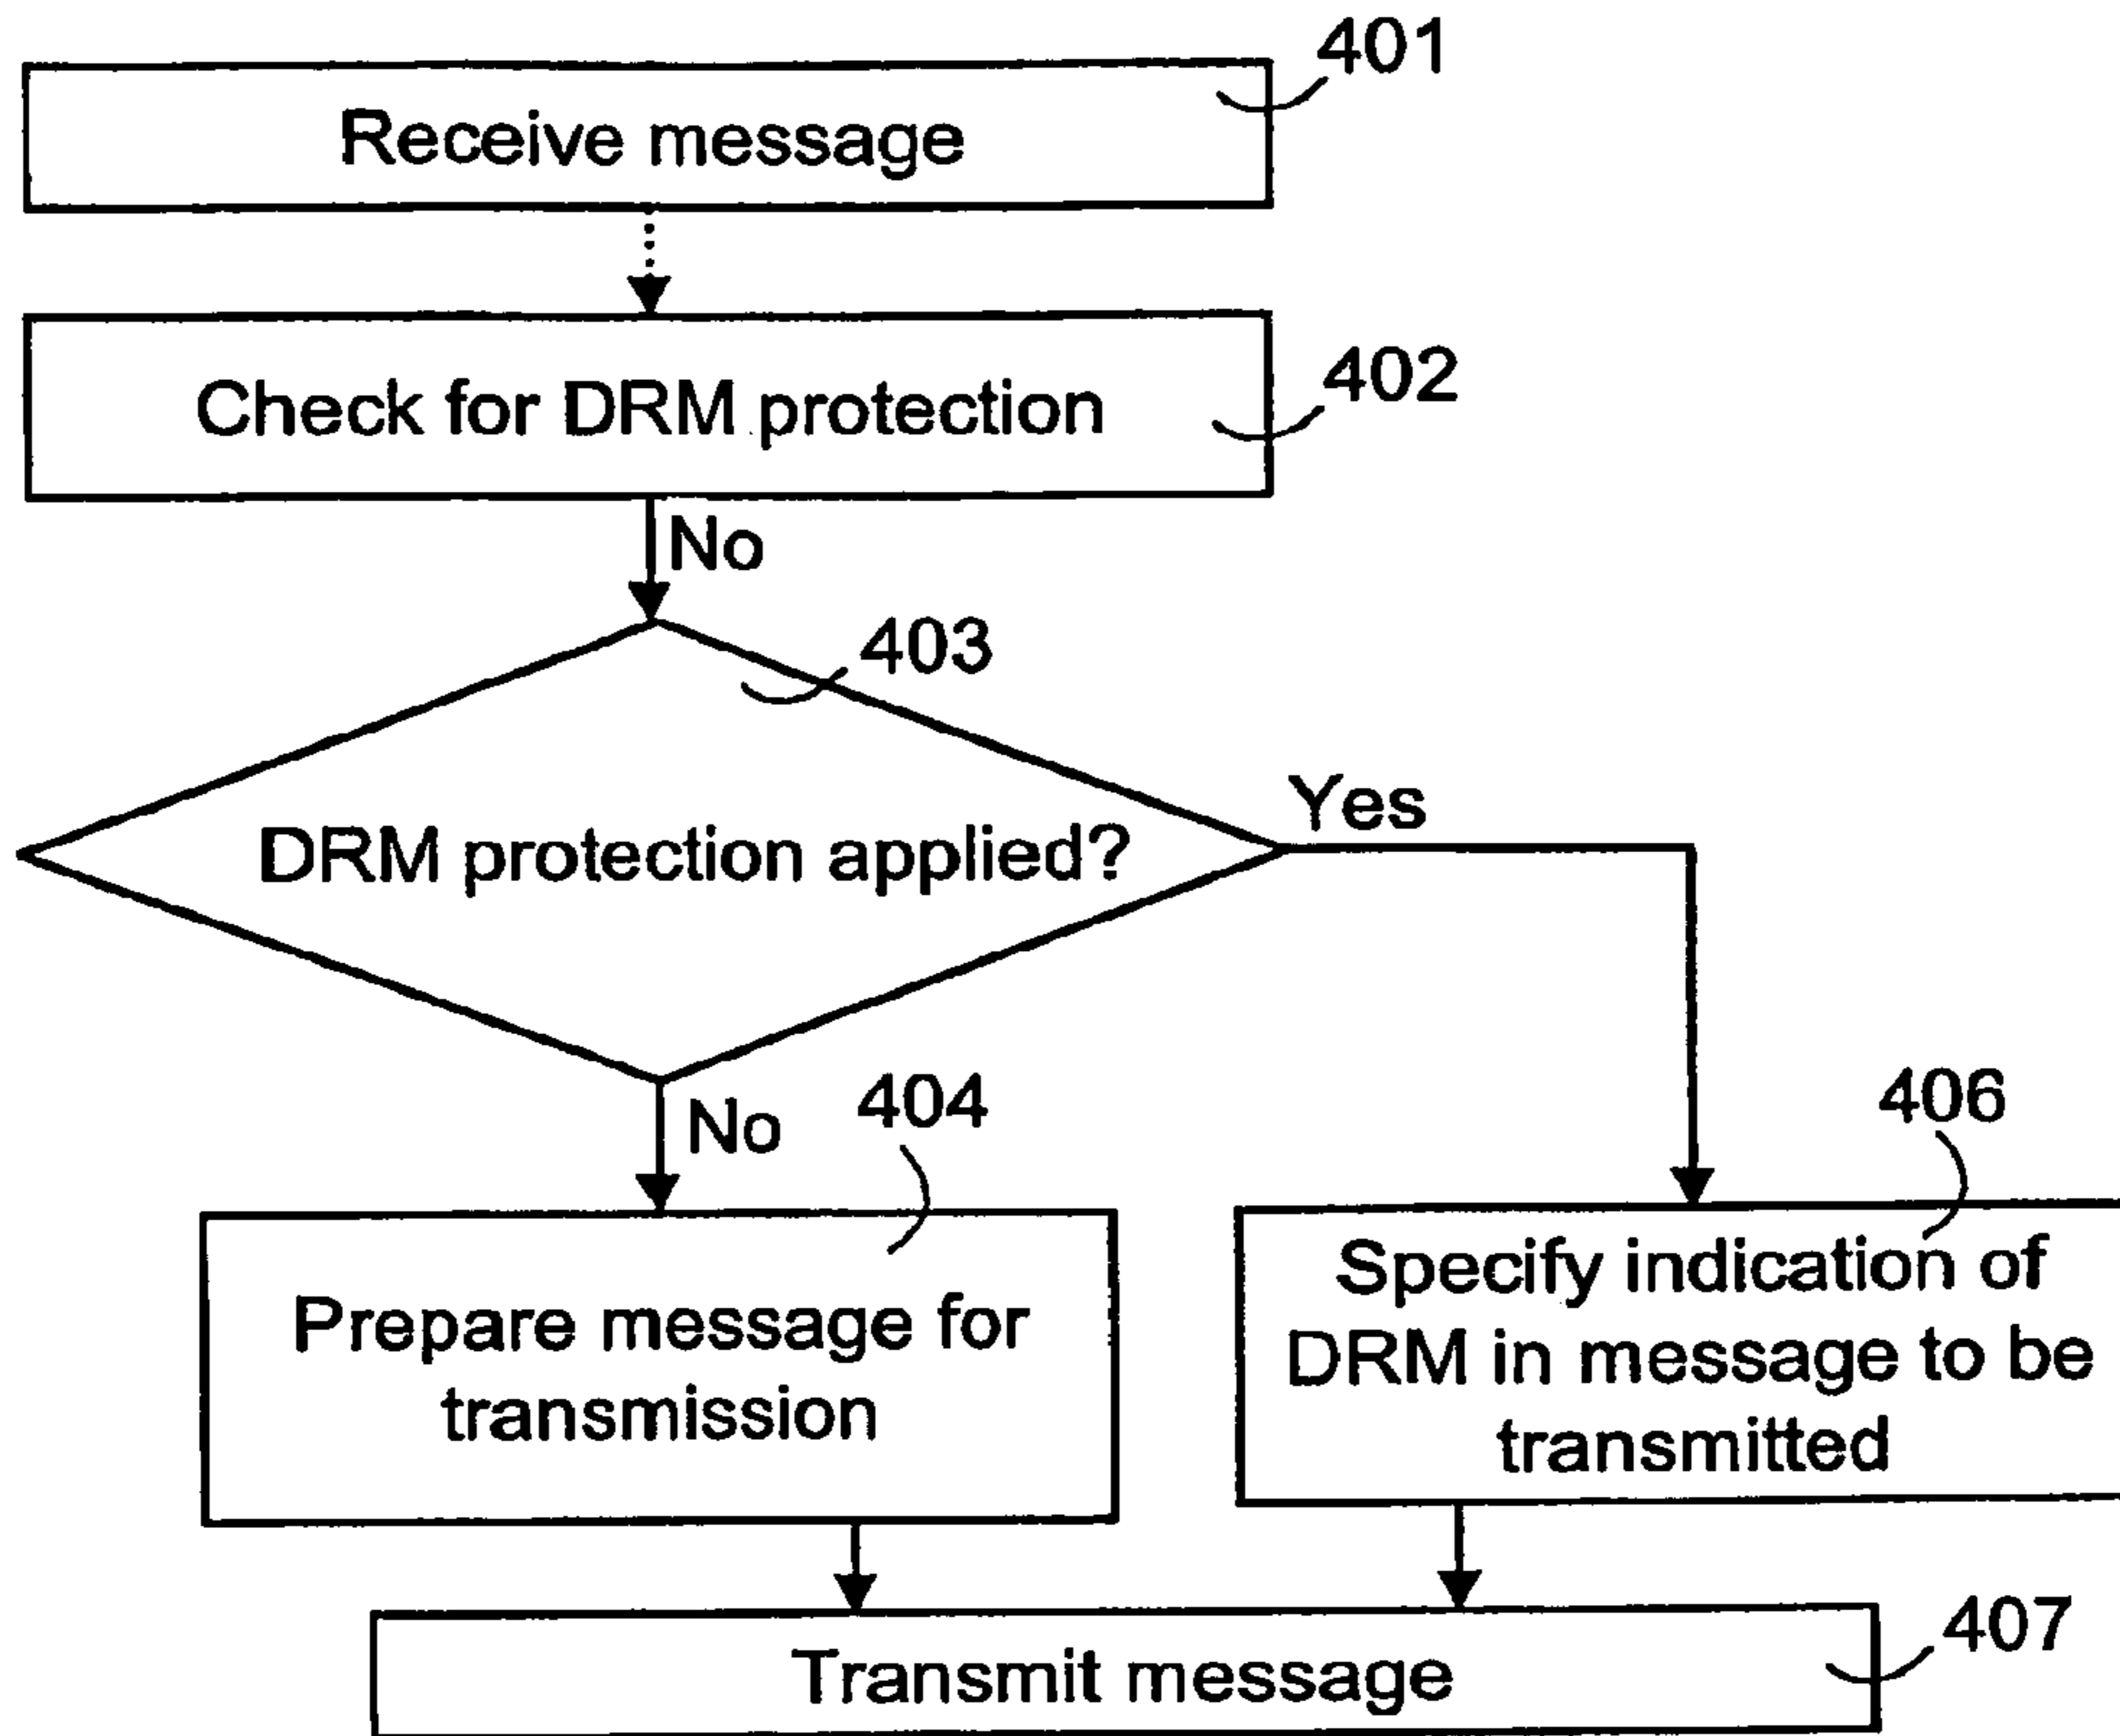 401
Receive message
402
Check for DRM protection
No
403
DRM protection applied?
Yes
No
404
406
Prepare message for
transmission
Specify indication of
DRM in message to be
transmitted
407
Transmit message